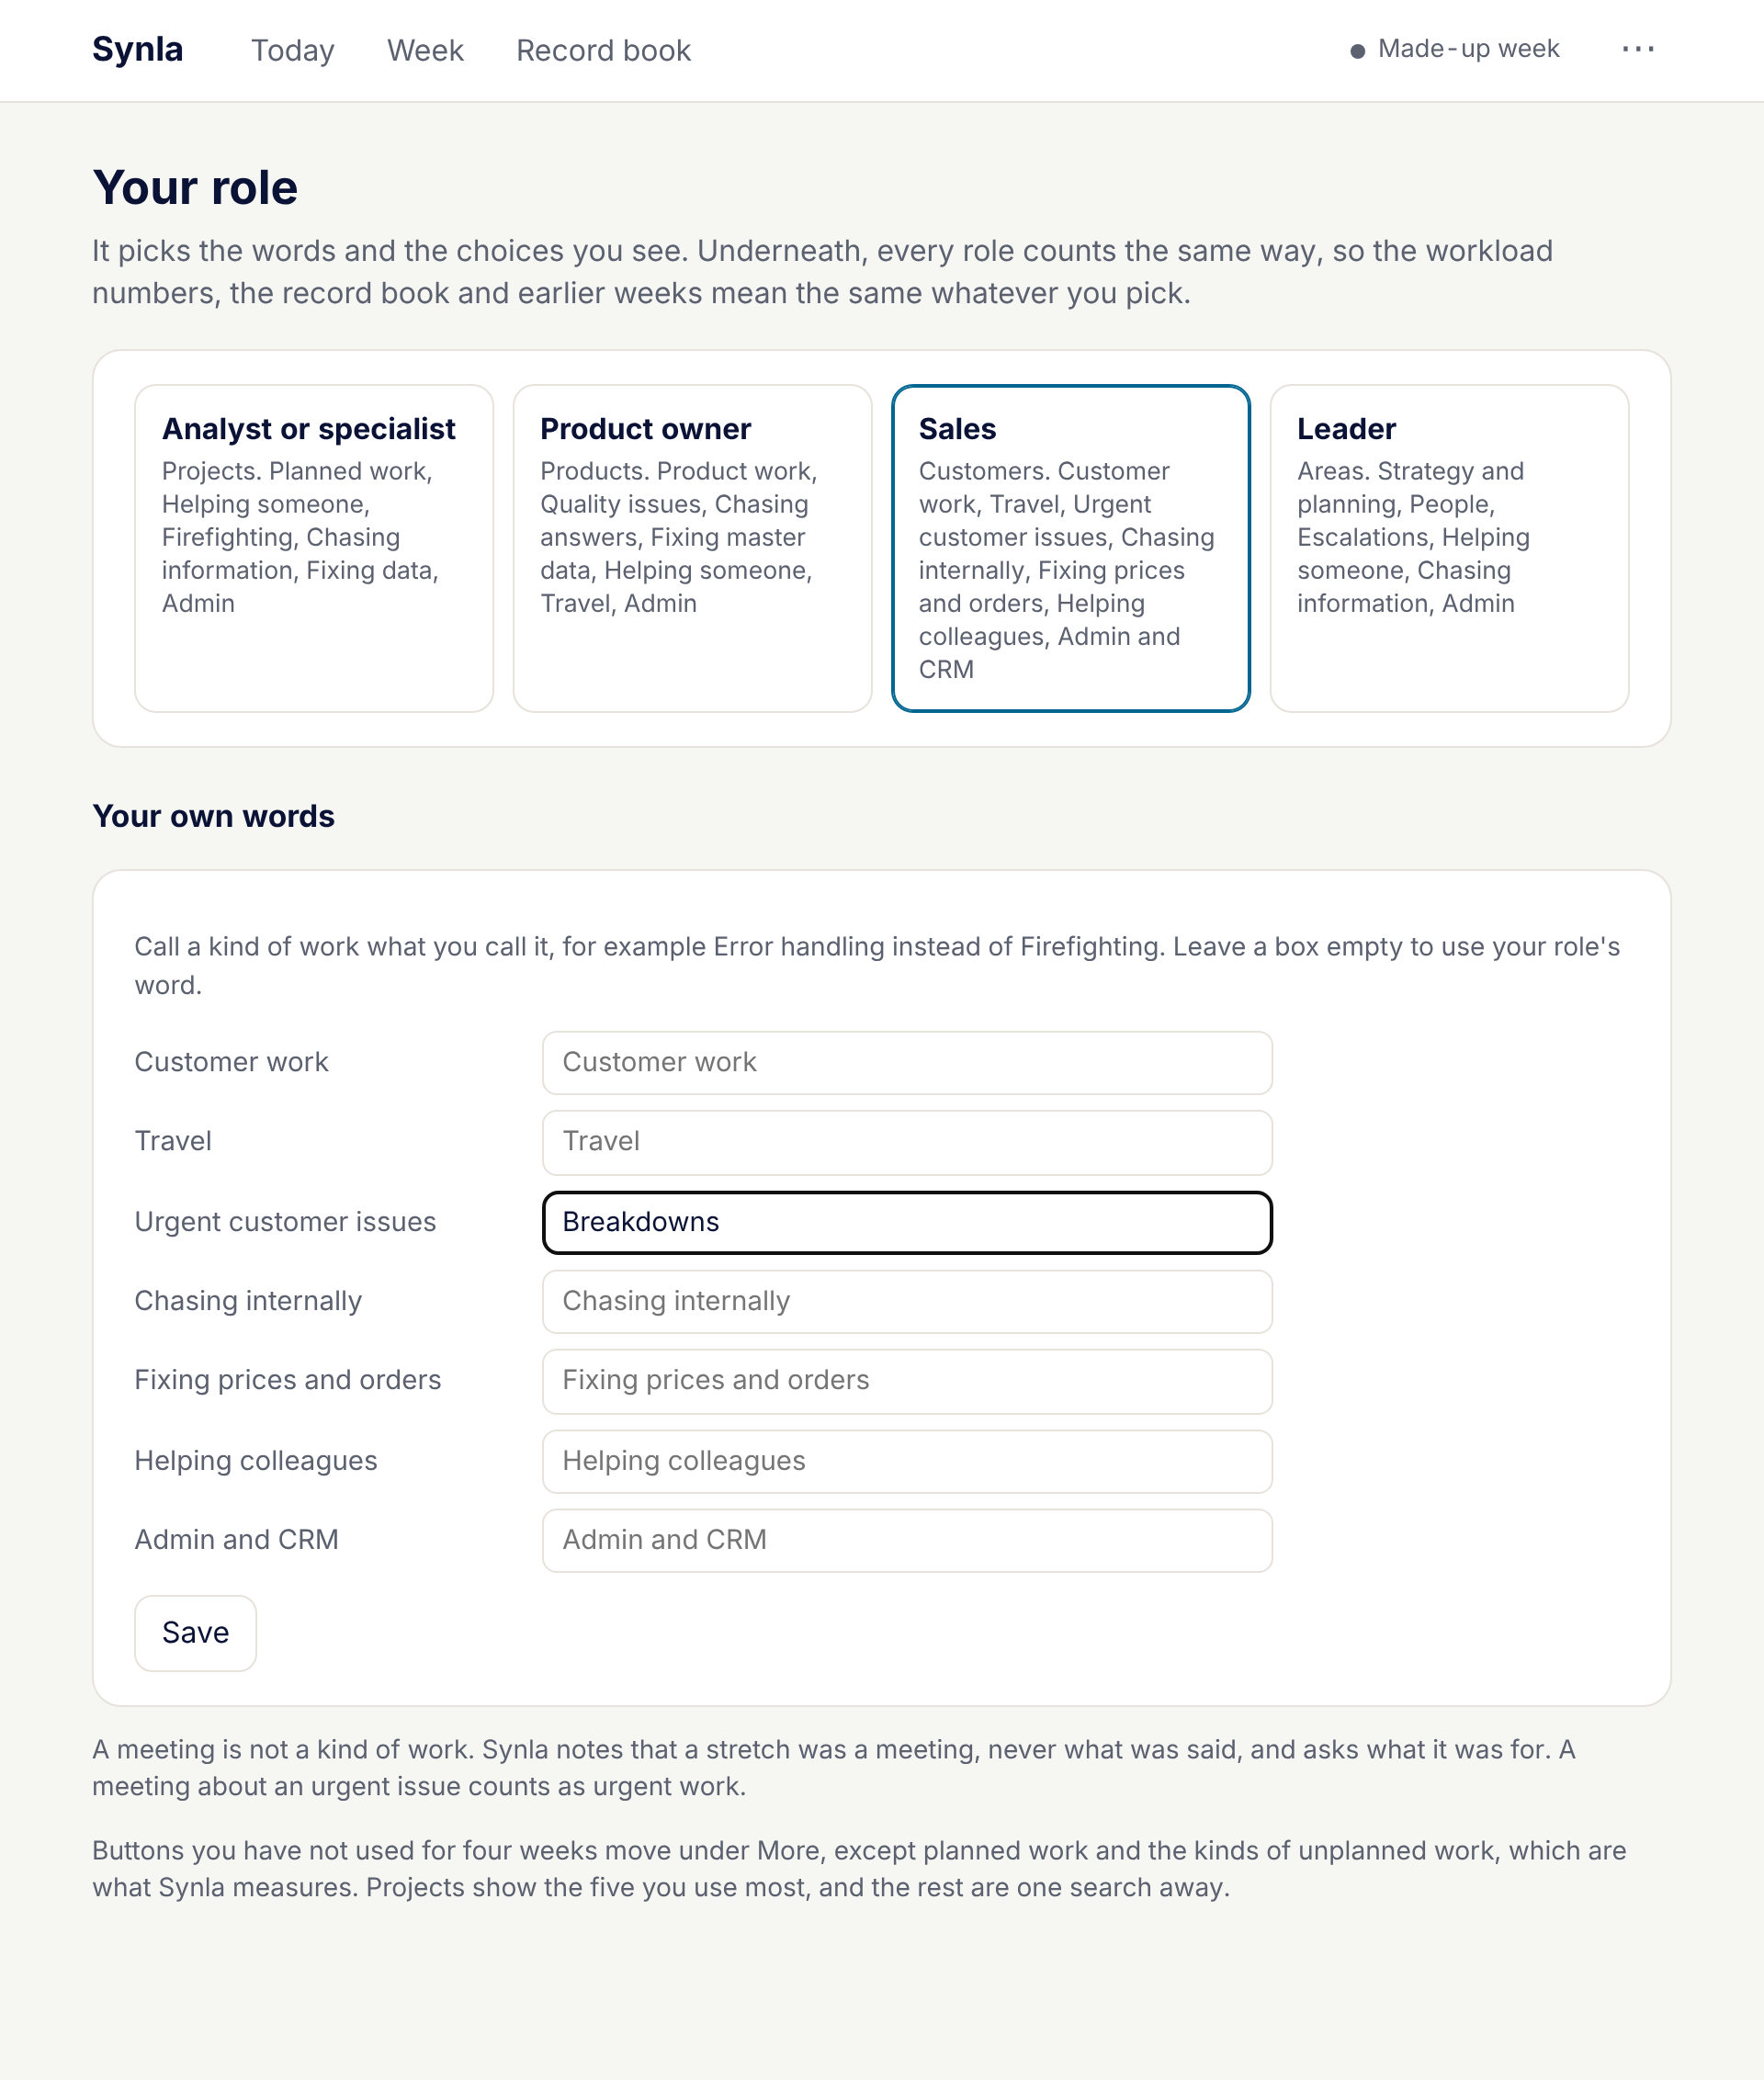 Synla Today Week Record book Made-up week ...
Your role
It picks the words and the choices you see. Underneath, every role counts the same way, so the workload
numbers, the record book and earlier weeks mean the same whatever you pick.
Analyst or specialist
Projects. Planned work,
Helping someone,
Firefighting, Chasing
information, Fixing data,
Admin
Product owner
Products. Product work,
Quality issues, Chasing
answers, Fixing master
data, Helping someone,
Travel, Admin
Sales
Customers. Customer
work, Travel, Urgent
customer issues, Chasing
internally, Fixing prices
and orders, Helping
colleagues, Admin and
CRM
Leader
Areas. Strategy and
planning, People,
Escalations, Helping
someone, Chasing
information, Admin
Your own words
Call a kind of work what you call it, for example Error handling instead of Firefighting. Leave a box empty to use your role's
word.
Customer work Customer work
Travel Travel
Urgent customer issues Breakdowns
Chasing internally Chasing internally
Fixing prices and orders Fixing prices and orders
Helping colleagues Helping colleagues
Admin and CRM Admin and CRM
Save
A meeting is not a kind of work. Synla notes that a stretch was a meeting, never what was said, and asks what it was for. A
meeting about an urgent issue counts as urgent work.
Buttons you have not used for four weeks move under More, except planned work and the kinds of unplanned work, which are
what Synla measures. Projects show the five you use most, and the rest are one search away.